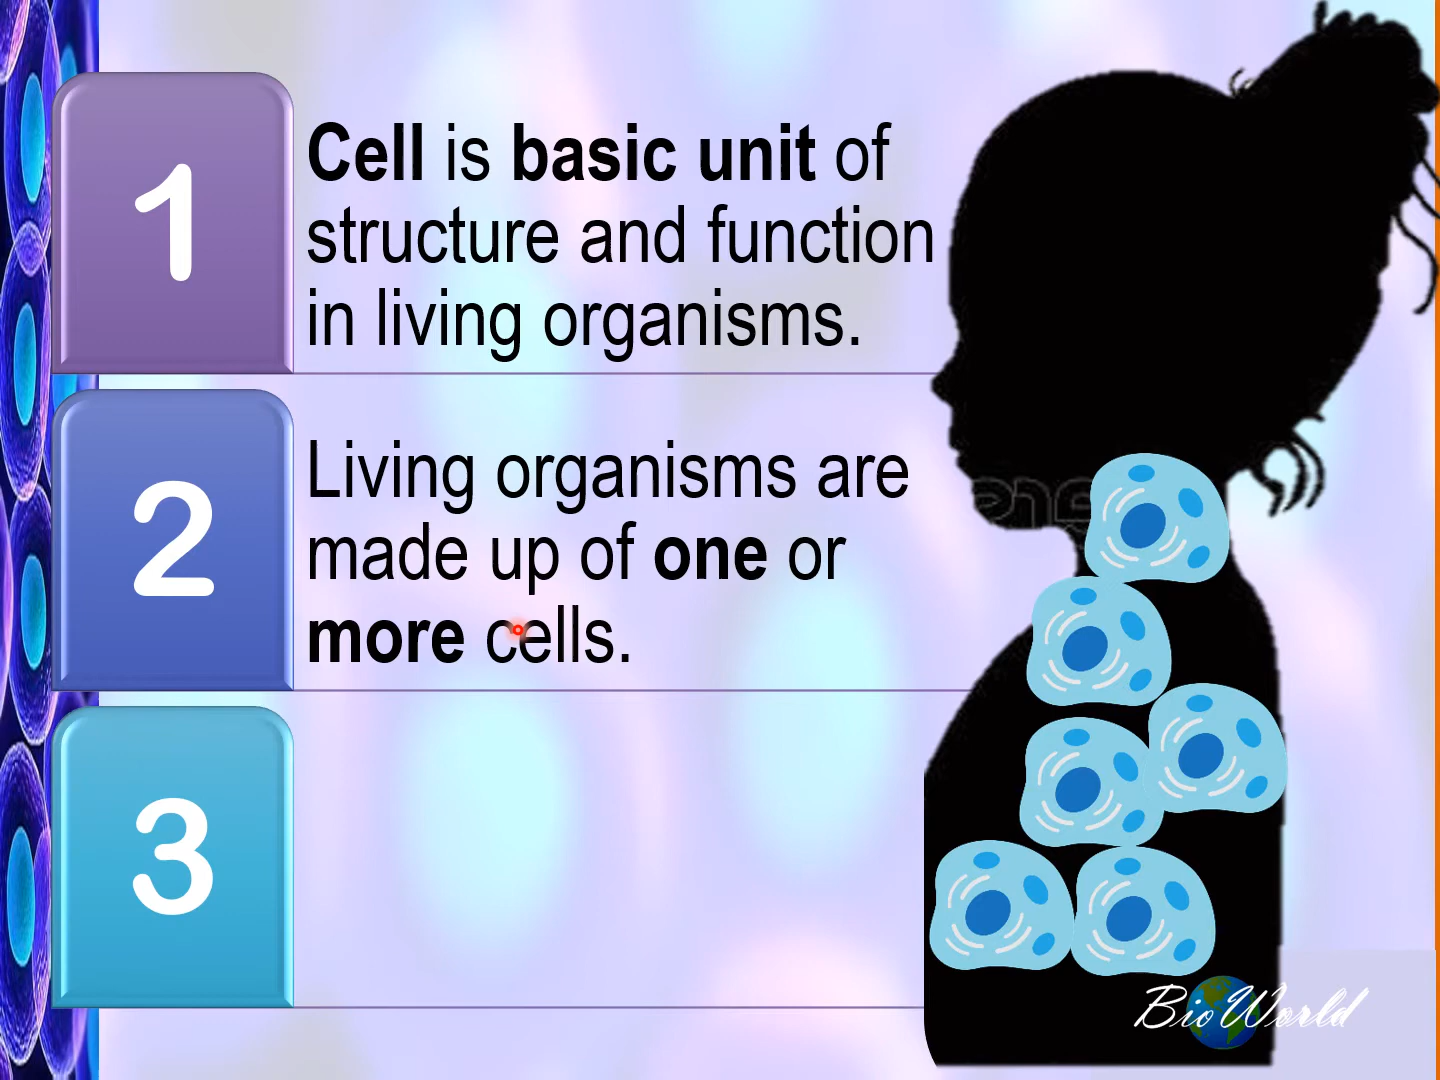 1
Cell is basic unit of
structure and function
in living organisms.
2
Living organisms are
made up of one or
more cells.
3
BioWorld